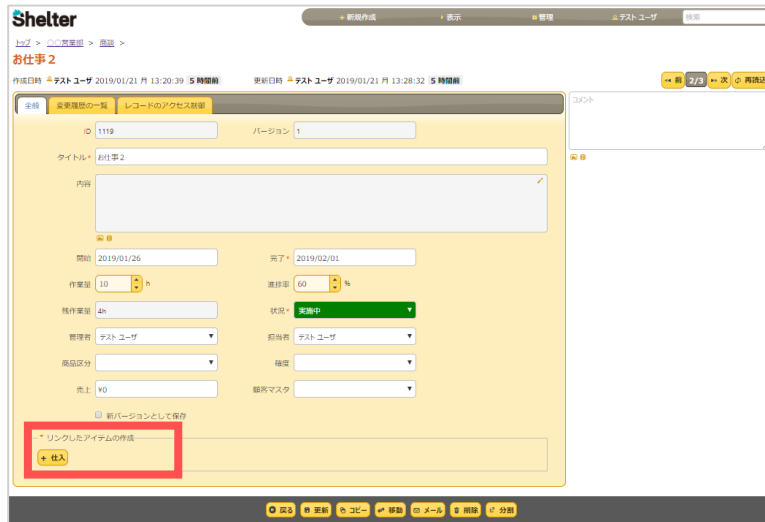 Shelter
+ 新規作成 ・表示 管理 テスト ユーザ 検索
トップ > 〇〇営業部 > 商談 >
お仕事2
作成日時 テスト ユーザ 2019/01/21 月 13:20:39 5 時間前 更新日時 テスト ユーザ 2019/01/21 月 13:28:32 5 時間前 前 2/3 次 再読込
全般 変更履歴の一覧 レコードのアクセス制御 コメント
ID 1119 バージョン 1
タイトル* お仕事2
内容
開始 2019/01/26 完了* 2019/02/01
作業量 10 h 進捗率 60 %
残作業量 4h 状況* 実施中
管理者 テスト ユーザ 担当者 テスト ユーザ
商品区分 確度
売上 ¥0 顧客マスタ
新バージョンとして保存
リンクしたアイテムの作成
+ 仕入
戻る 更新 コピー 移動 メール 削除 分割